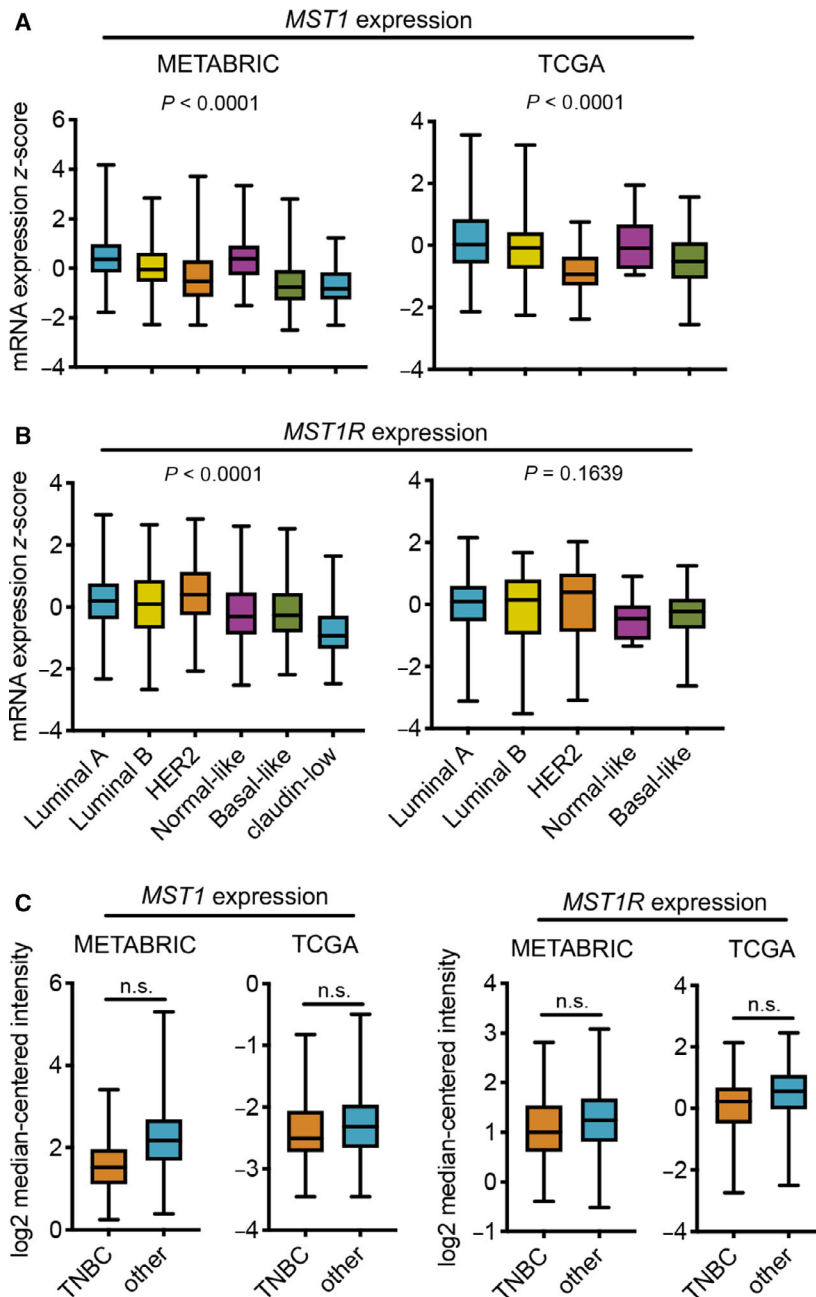 A
MST1 expression
METABRIC
TCGA
P < 0.0001
P < 0.0001
mRNA expression z-score
6
4
2
0
−2
−4
4
2
0
−2
−4
B
MST1R expression
P < 0.0001
P = 0.1639
mRNA expression z-score
4
2
0
−2
−4
4
2
0
−2
−4
Luminal A
Luminal B
HER2
Normal-like
Basal-like
claudin-low
Luminal A
Luminal B
HER2
Normal-like
Basal-like
C
MST1 expression
MST1R expression
METABRIC
TCGA
METABRIC
TCGA
log2 median-centered intensity
6
4
2
0
n.s.
TNBC
other
0
−1
−2
−3
−4
n.s.
TNBC
other
log2 median-centered intensity
4
3
2
1
0
−1
n.s.
TNBC
other
4
2
0
−2
−4
n.s.
TNBC
other